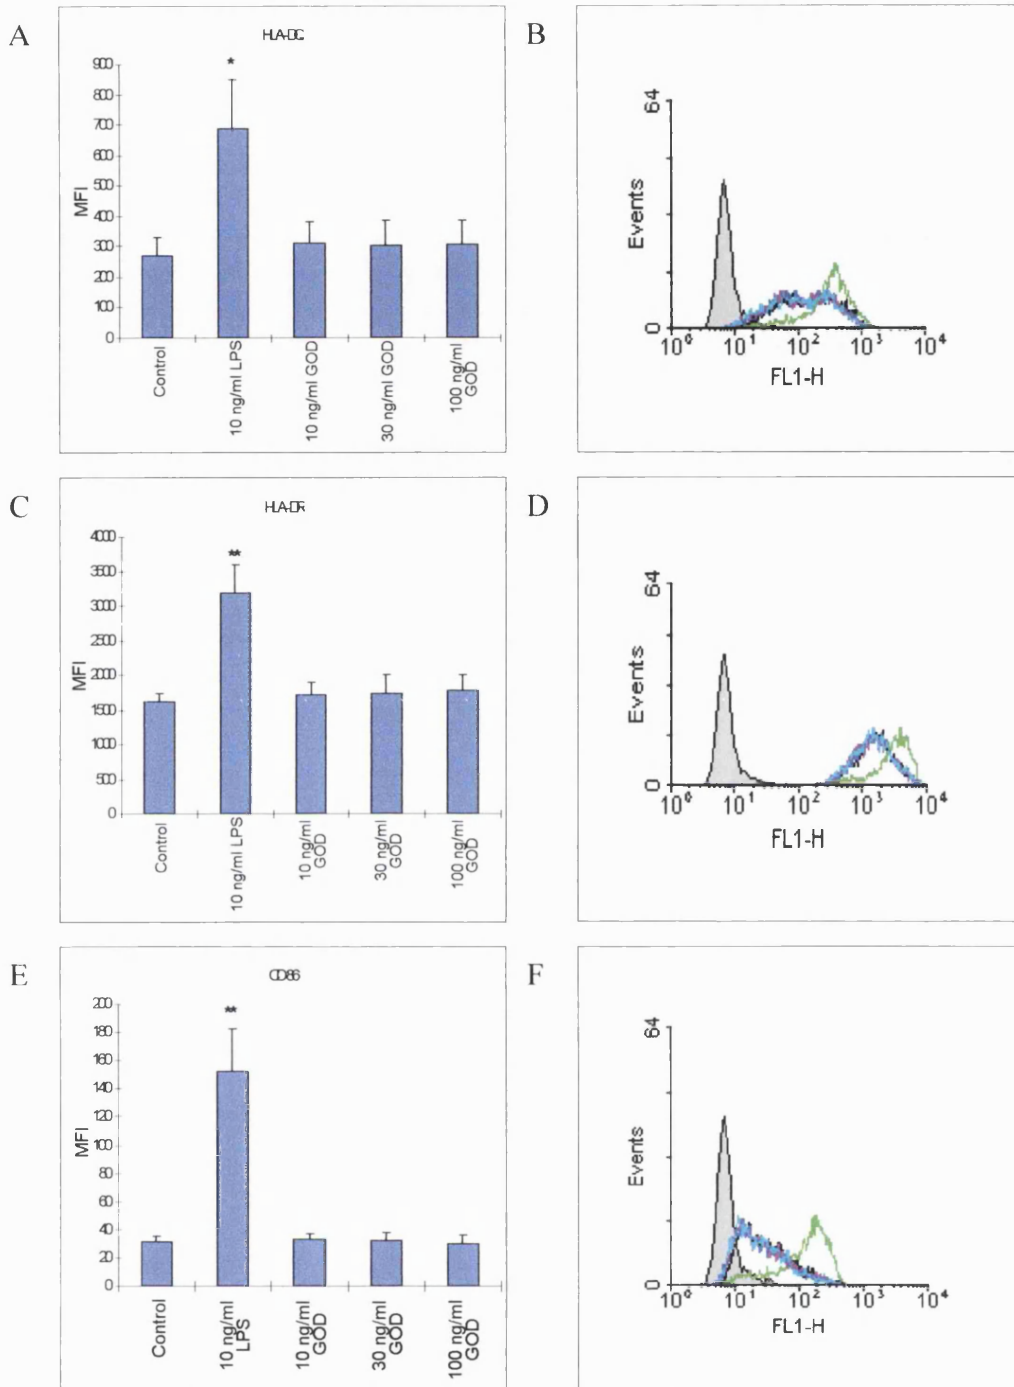 A
HLA-DQ
900
800
700
600
500
400
300
200
100
0
MFI
*
Control
10 ng/ml LPS
10 ng/ml GOD
30 ng/ml GOD
100 ng/ml
GOD
B
64
Events
0
10^0 10^1 10^2 10^3 10^4
FL1-H
C
HLA-DR
4000
3500
3000
2500
2000
1500
1000
500
0
MFI
**
Control
10 ng/ml LPS
10 ng/ml
GOD
30 ng/ml
GOD
100 ng/ml
GOD
D
64
Events
0
10^0 10^1 10^2 10^3 10^4
FL1-H
E
CD86
200
180
160
140
120
100
80
60
40
20
0
MFI
**
Control
10 ng/ml
LPS
10 ng/ml
GOD
30 ng/ml
GOD
100 ng/ml
GOD
F
64
Events
0
10^0 10^1 10^2 10^3 10^4
FL1-H